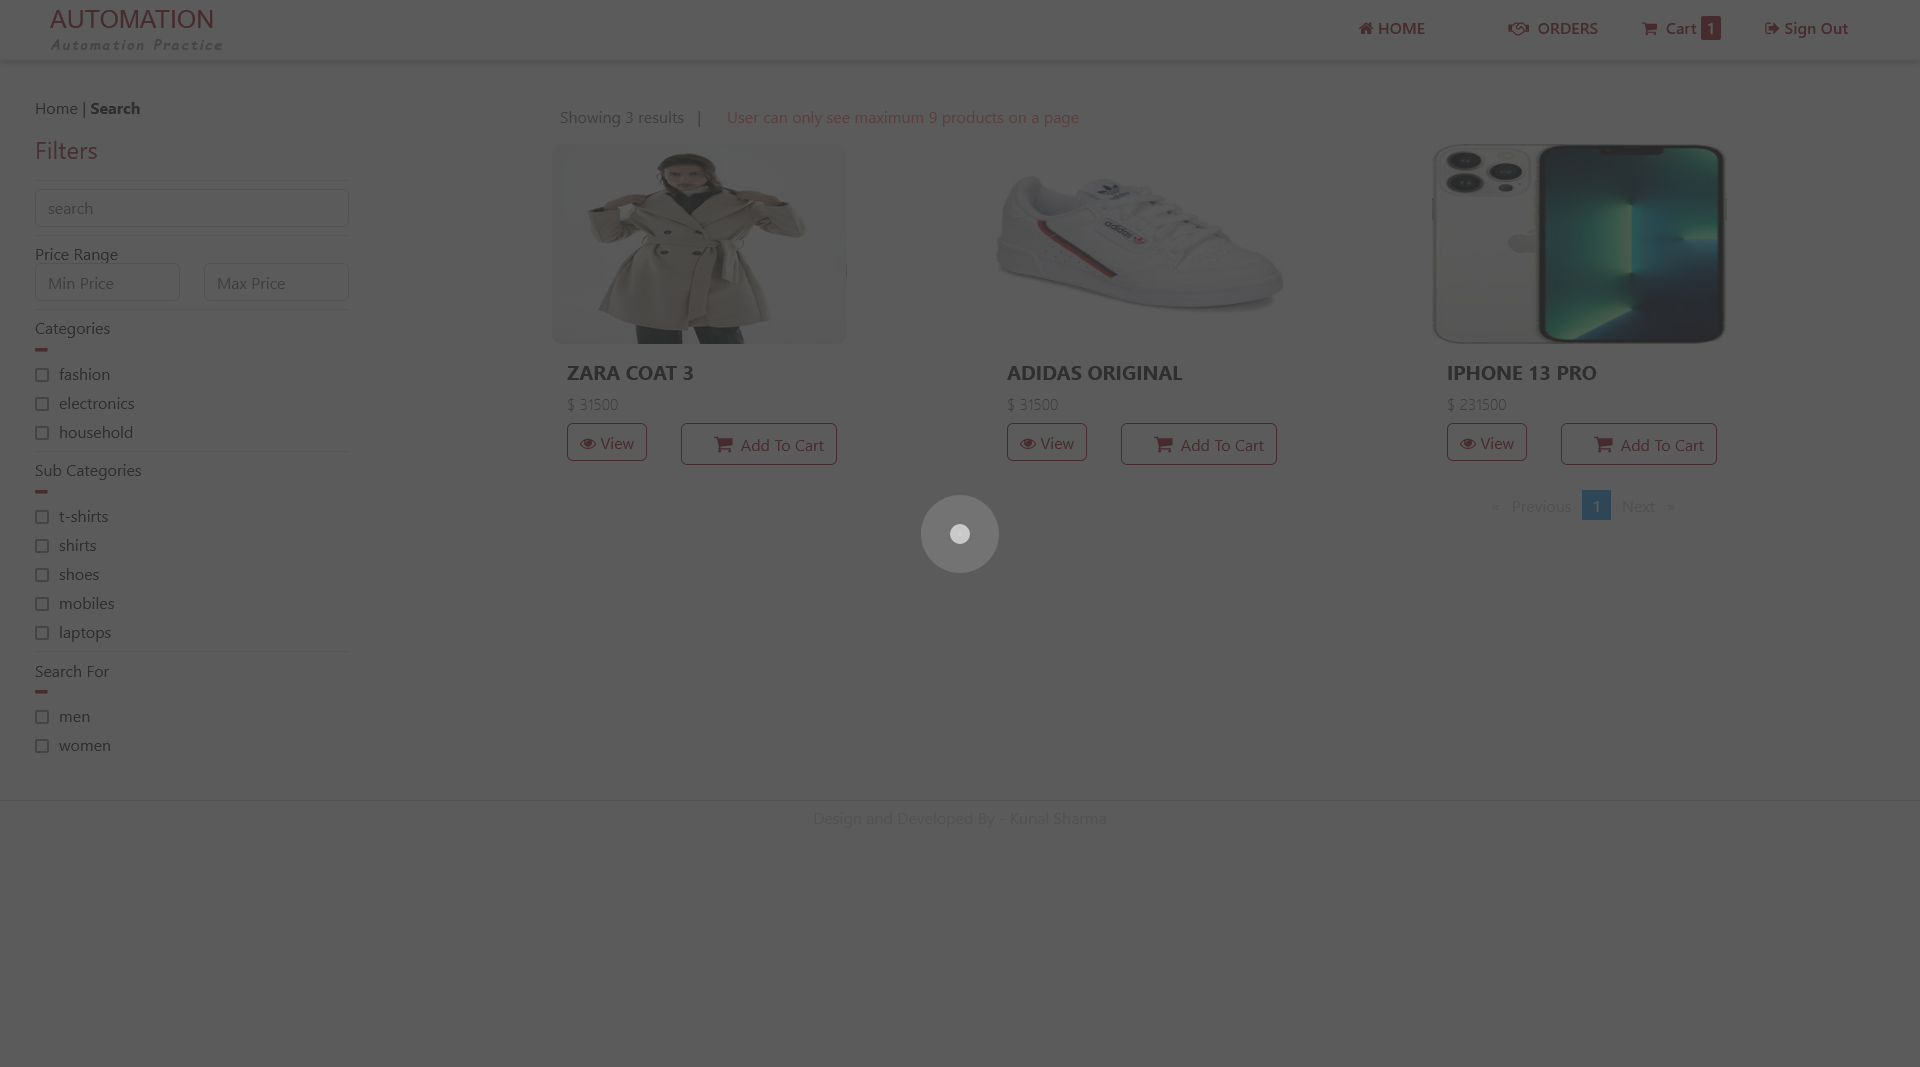 AUTOMATION
Automation Practice
HOME
ORDERS
Cart 1
Sign Out
Home | Search
Filters
search
Price Range
Min Price
Max Price
Categories
fashion
electronics
household
Sub Categories
t-shirts
shirts
shoes
mobiles
laptops
Search For
men
women
Showing 3 results | User can only see maximum 9 products on a page
ZARA COAT 3
$ 31500
View
Add To Cart
adidas
ADIDAS ORIGINAL
$ 31500
View
Add To Cart
IPHONE 13 PRO
$ 231500
View
Add To Cart
« Previous 1 Next »
Design and Developed By - Kunal Sharma